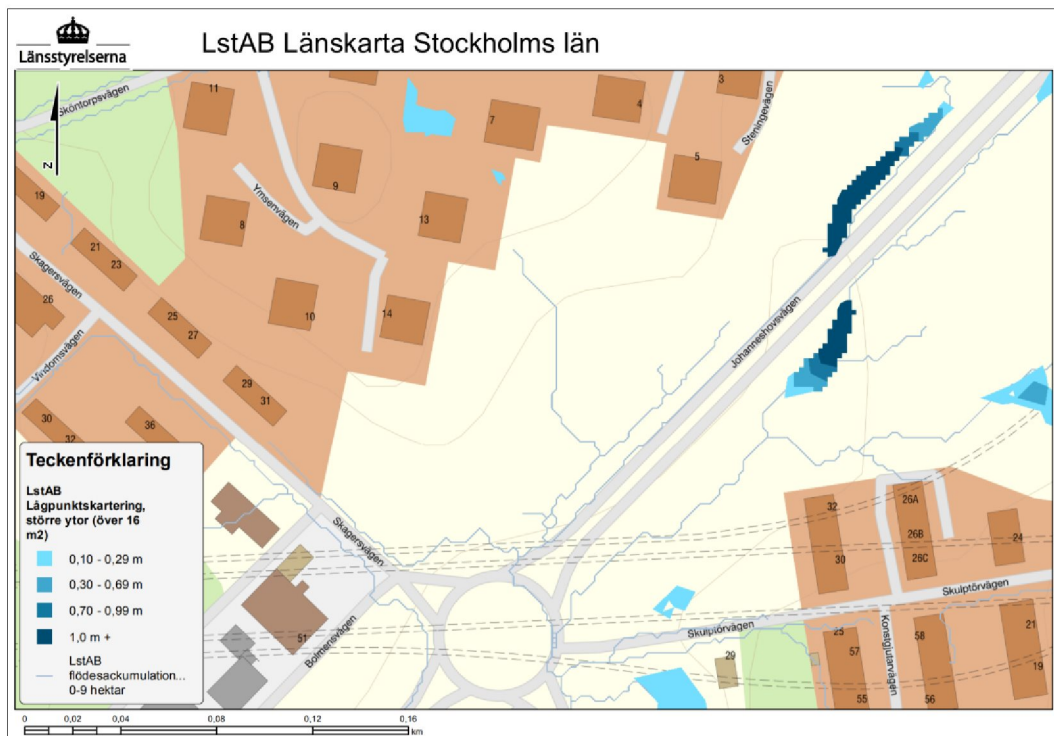 Länsstyrelserna
LstAB Länskarta Stockholms län
Sköntorpsvägen
N
11
9
8
13
7
4
3
5
Steningevägen
Ymsenvägen
10
14
19
21
23
25
27
29
31
26
Skagersvägen
Vindomsvägen
30
32
36
Johanneshovsvägen
Skagersvägen
Bolmensvägen
51
32
30
26A
26B
26C
24
Skulptörvägen
Skulptörvägen
Konstgjutarvägen
29
25
57
55
58
56
21
19
Teckenförklaring
LstAB
Lågpunktskartering,
större ytor (över 16
m2)
0,10 - 0,29 m
0,30 - 0,69 m
0,70 - 0,99 m
1,0 m +
LstAB
flödesackumulation...
0-9 hektar
0 0,02 0,04 0,08 0,12 0,16
km